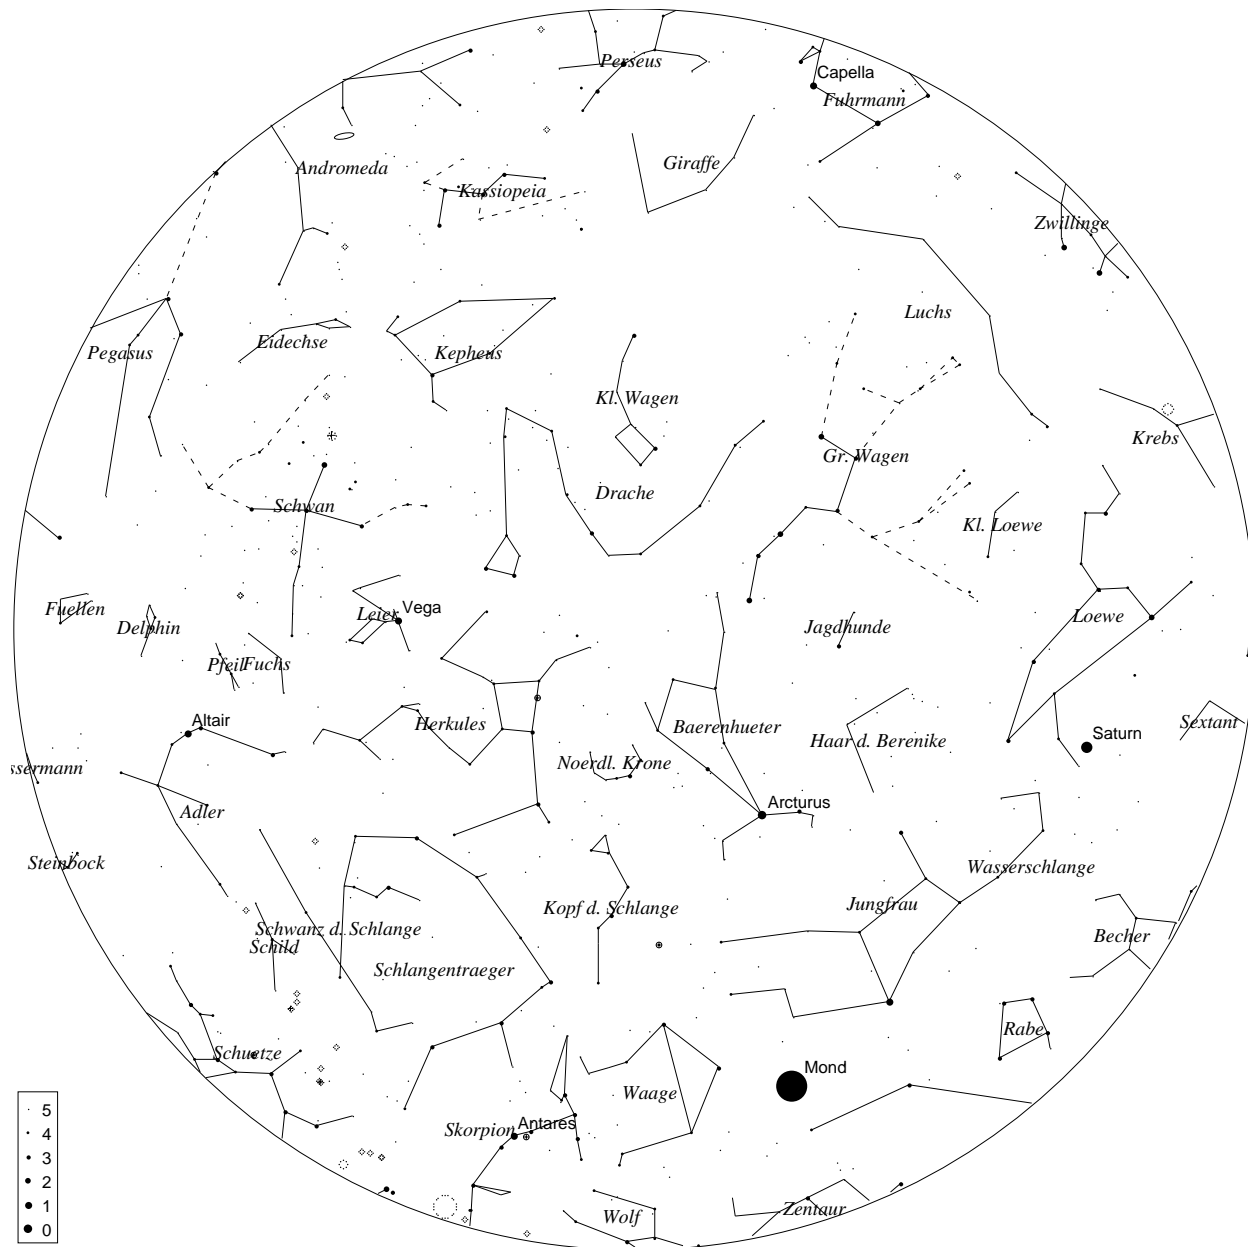 Perseus
Capella
Fuhrmann
Andromeda
Kassiopeia
Giraffe
Zwillinge
Luchs
Pegasus
Eidechse
Kepheus
Kl. Wagen
Krebs
Gr. Wagen
Drache
Schwan
Kl. Loewe
Fuellen
Delphin
Leier
Vega
Jagdhunde
Loewe
Pfeil
Fuchs
Altair
Herkules
Baerenhueter
Haar d. Berenike
Sextant
Saturn
ssermann
Noerdl. Krone
Adler
Arcturus
Steinbock
Wasserschlange
Kopf d. Schlange
Jungfrau
Schwanz d. Schlange
Schild
Becher
Schlangentraeger
Rabe
Schuetze
Mond
Waage
Skorpion
Antares
Zentaur
Wolf
5
4
3
2
1
0